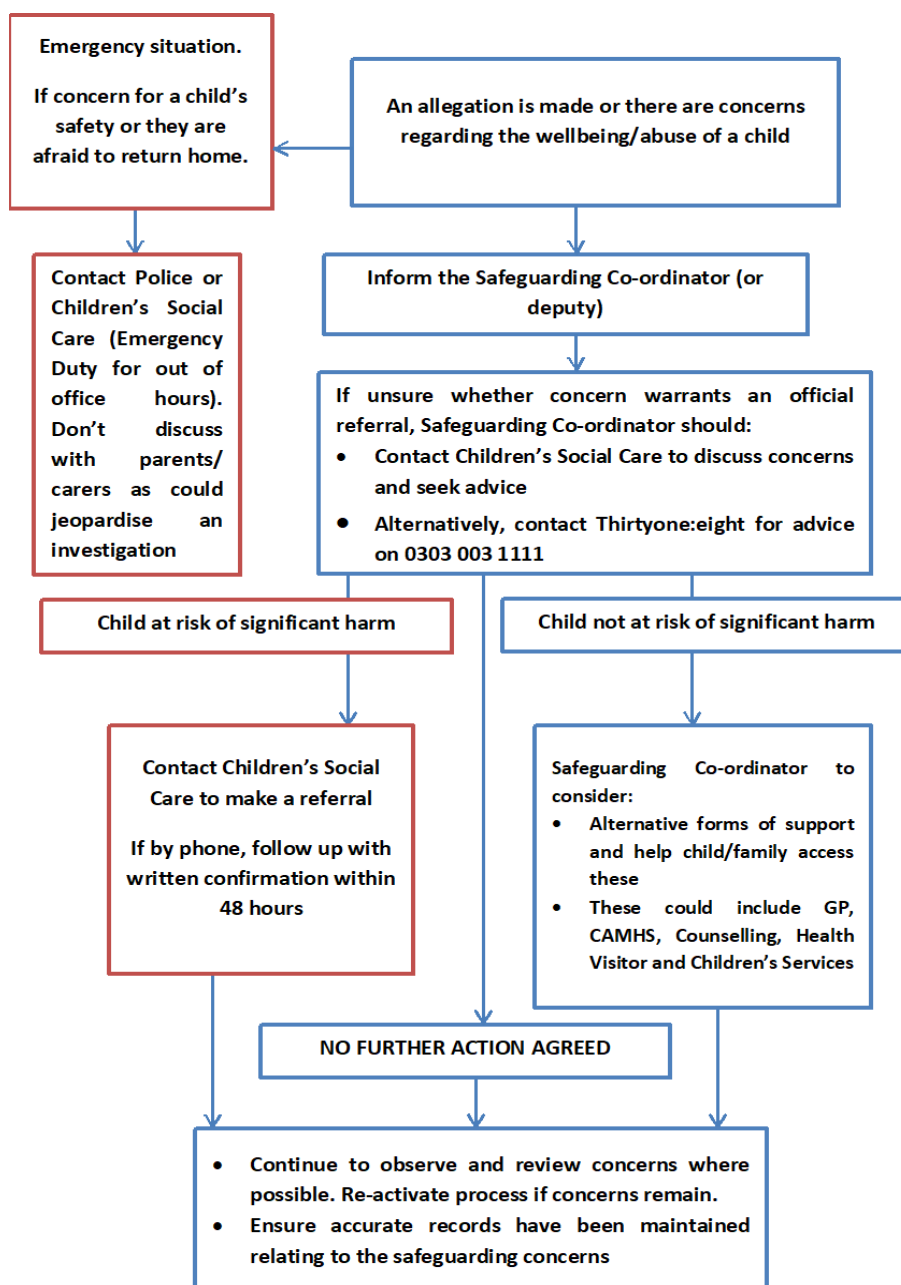 Emergency situation.
If concern for a child's
safety or they are
afraid to return home.
An allegation is made or there are concerns
regarding the wellbeing/abuse of a child
Contact Police or
Children's Social
Care (Emergency
Duty for out of
office hours).
Don't discuss
with parents/
carers as could
jeopardise an
investigation
Inform the Safeguarding Co-ordinator (or
deputy)
If unsure whether concern warrants an official
referral, Safeguarding Co-ordinator should:
• Contact Children's Social Care to discuss concerns
and seek advice
• Alternatively, contact Thirtyone:eight for advice
on 0303 003 1111
Child at risk of significant harm
Child not at risk of significant harm
Contact Children's Social
Care to make a referral
If by phone, follow up with
written confirmation within
48 hours
Safeguarding Co-ordinator to
consider:
• Alternative forms of support
and help child/family access
these
• These could include GP,
CAMHS, Counselling, Health
Visitor and Children's Services
NO FURTHER ACTION AGREED
• Continue to observe and review concerns where
possible. Re-activate process if concerns remain.
• Ensure accurate records have been maintained
relating to the safeguarding concerns